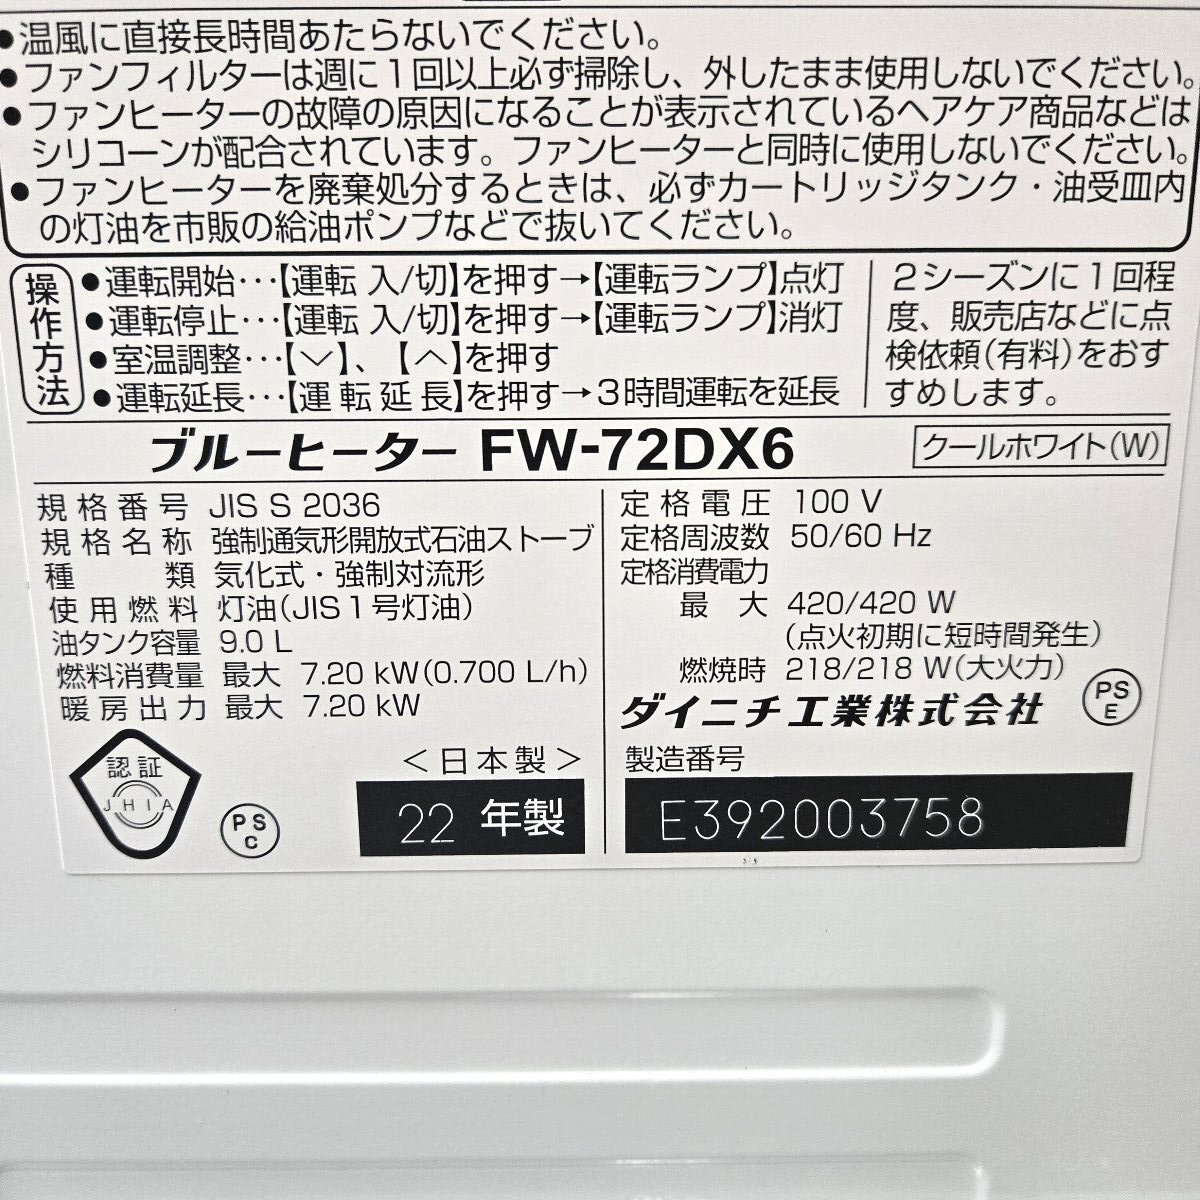 ●温風に直接長時間あたらないでください。
●ファンフィルターは週に1回以上必ず掃除し、外したまま使用しないでください。
●ファンヒーターの故障の原因になることが表示されているヘアケア商品などは
シリコーンが配合されています。ファンヒーターと同時に使用しないでください。
●ファンヒーターを廃棄処分するときは、必ずカートリッジタンク・油受皿内
の灯油を市販の給油ポンプなどで抜いてください。
操作方法
●運転開始…【運転 入/切】を押す→【運転ランプ】点灯
●運転停止…【運転 入/切】を押す→【運転ランプ】消灯
●室温調整…【﹀】、【︿】を押す
●運転延長…【運転延長】を押す→3時間運転を延長
2シーズンに1回程
度、販売店などに点
検依頼(有料)をおす
すめします。
ブルーヒーター FW-72DX6
クールホワイト(W)
規格番号 JIS S 2036
規格名称 強制通気形開放式石油ストーブ
種類 気化式・強制対流形
使用燃料 灯油(JIS1号灯油)
油タンク容量 9.0 L
燃料消費量 最大 7.20 kW(0.700 L/h)
暖房出力 最大 7.20 kW
認証
JHIA
PS
C
<日本製>
22 年製
定格電圧 100 V
定格周波数 50/60 Hz
定格消費電力
最大 420/420 W
(点火初期に短時間発生)
燃焼時 218/218 W(大火力)
ダイニチ工業株式会社
PS
E
製造番号
E392003758